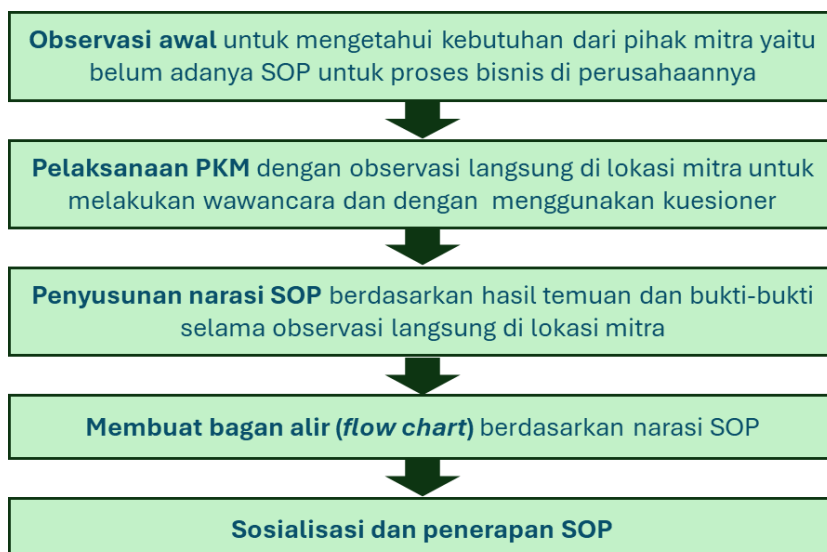 Observasi awal untuk mengetahui kebutuhan dari pihak mitra yaitu
belum adanya SOP untuk proses bisnis di perusahaannya
Pelaksanaan PKM dengan observasi langsung di lokasi mitra untuk
melakukan wawancara dan dengan menggunakan kuesioner
Penyusunan narasi SOP berdasarkan hasil temuan dan bukti-bukti
selama observasi langsung di lokasi mitra
Membuat bagan alir (flow chart) berdasarkan narasi SOP
Sosialisasi dan penerapan SOP